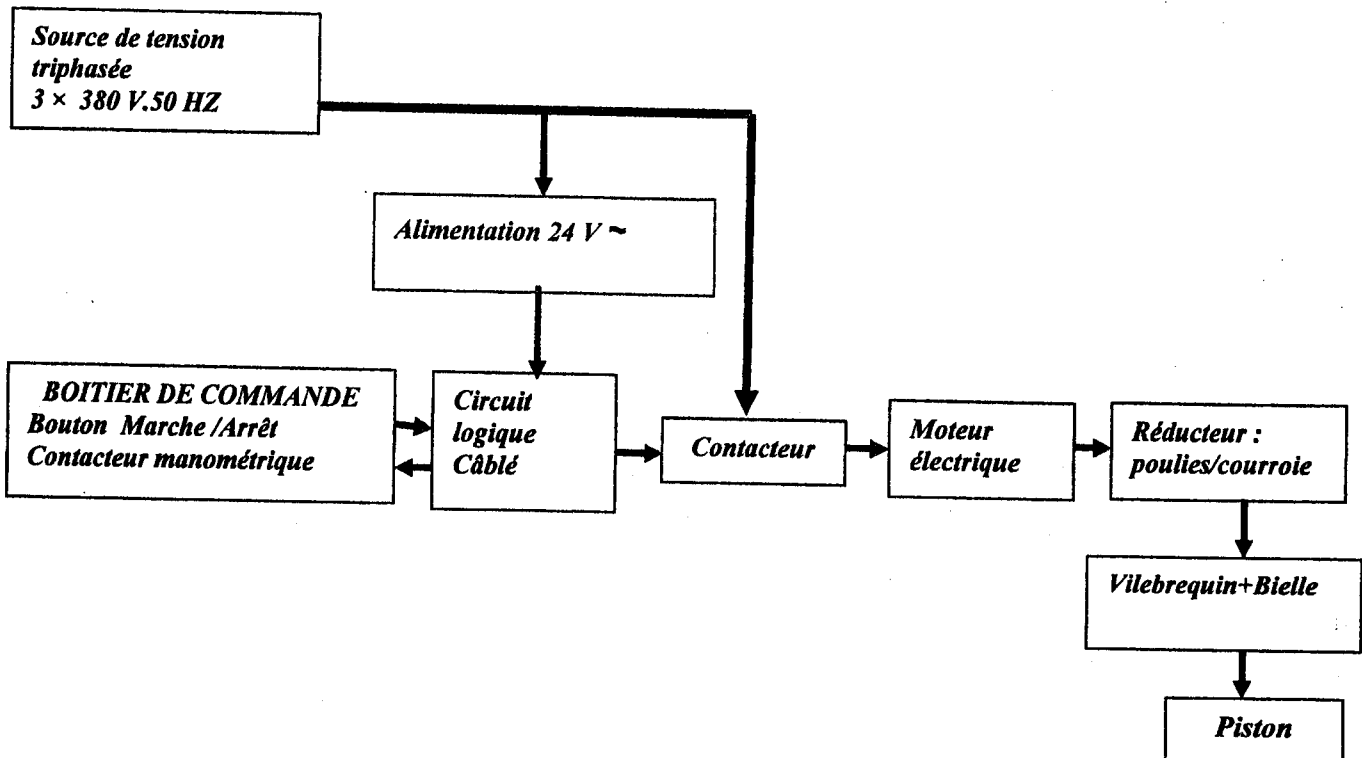 Source de tension
triphasée
3 × 380 V.50 HZ
Alimentation 24 V ~
BOITIER DE COMMANDE
Bouton Marche /Arrêt
Contacteur manométrique
Circuit
logique
Câblé
Contacteur
Moteur
électrique
Réducteur :
poulies/courroie
Vilebrequin+Bielle
Piston